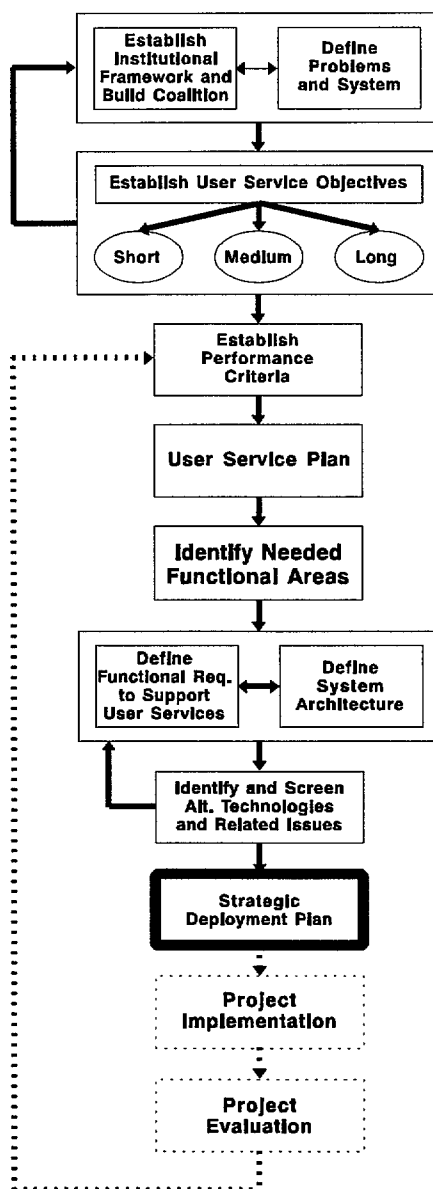 Establish
Institutional
Framework and
Build Coalition
Define
Problems
and System
Establish User Service Objectives
Short
Medium
Long
Establish
Performance
Criteria
User Service Plan
Identify Needed
Functional Areas
Define
Functional Req.
to Support
User Services
Define
System
Architecture
Identify and Screen
Alt. Technologies
and Related Issues
Strategic
Deployment Plan
Project
Implementation
Project
Evaluation